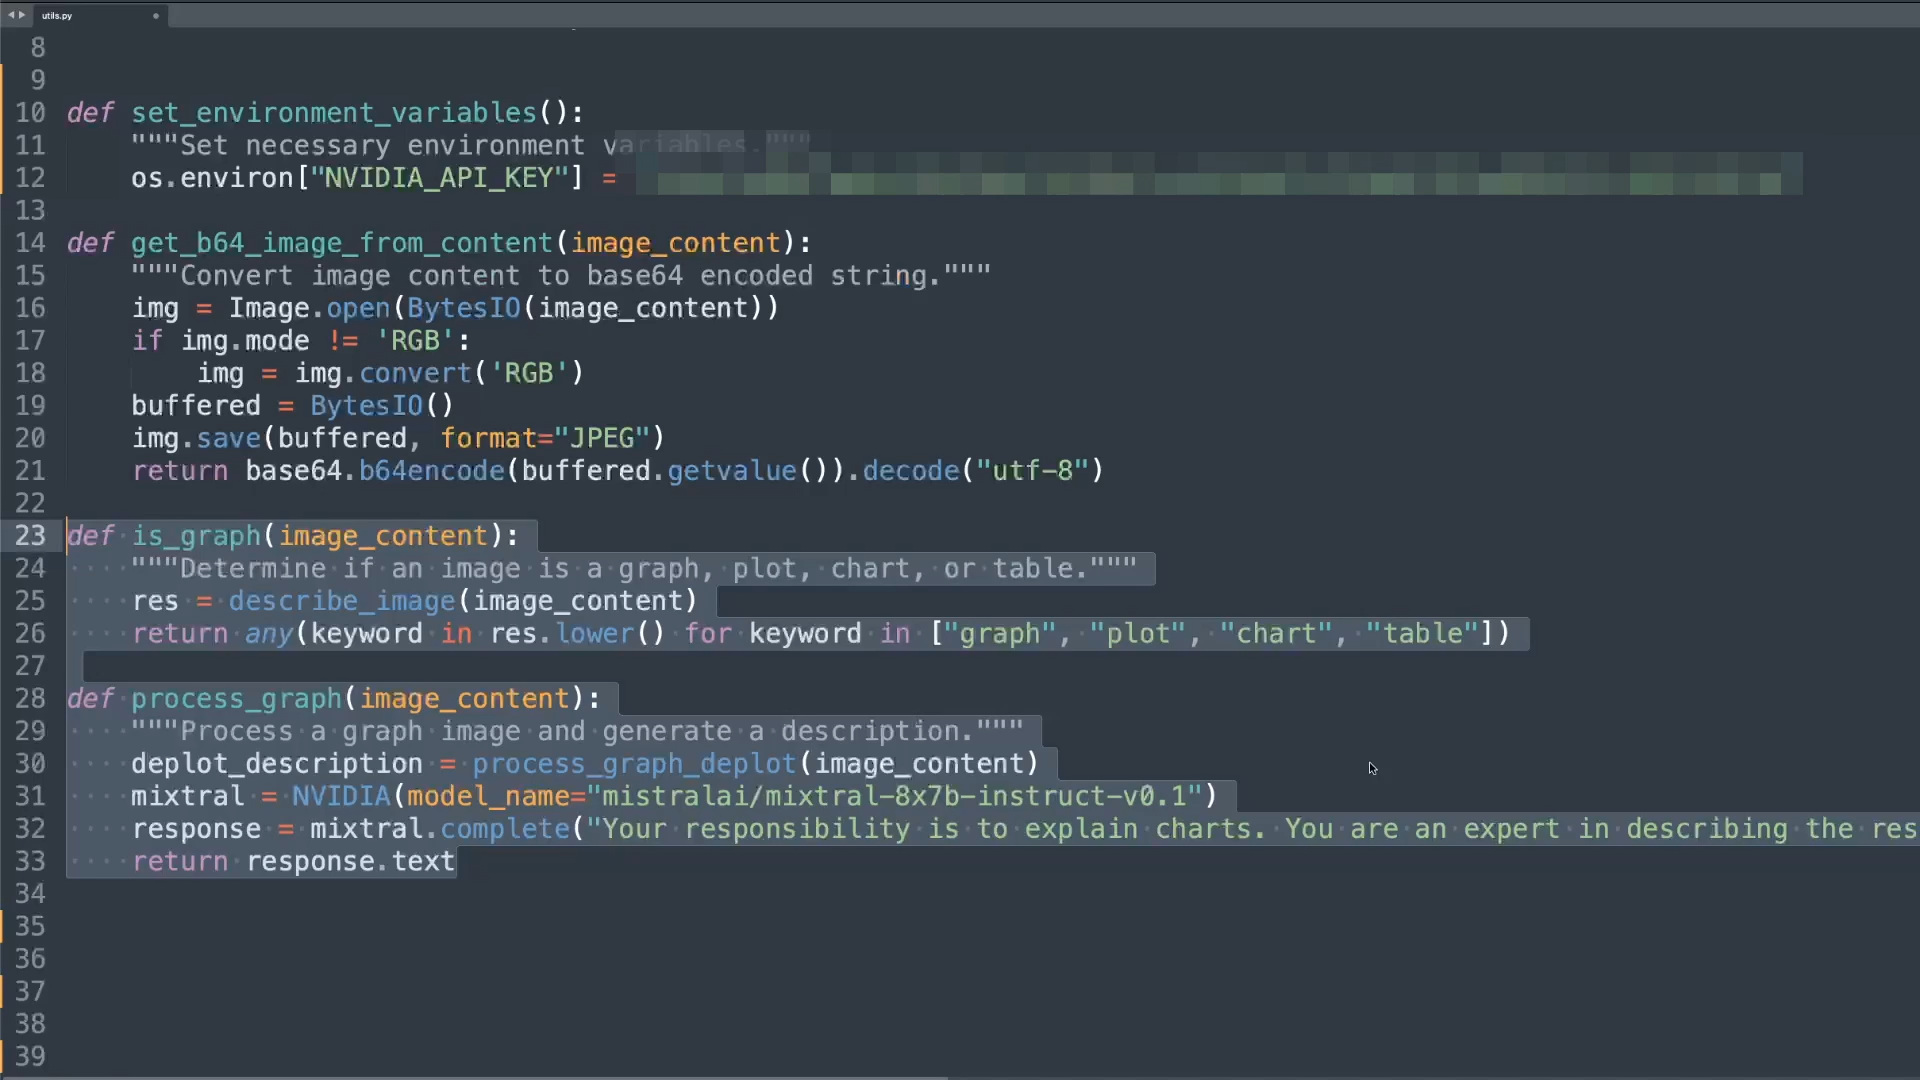 utils.py
8
9
10 def set_environment_variables():
11 """Set necessary environment variables."""
12 os.environ["NVIDIA_API_KEY"] =
13
14 def get_b64_image_from_content(image_content):
15 """Convert image content to base64 encoded string."""
16 img = Image.open(BytesIO(image_content))
17 if img.mode != 'RGB':
18 img = img.convert('RGB')
19 buffered = BytesIO()
20 img.save(buffered, format="JPEG")
21 return base64.b64encode(buffered.getvalue()).decode("utf-8")
22
23 def is_graph(image_content):
24 """Determine if an image is a graph, plot, chart, or table."""
25 res = describe_image(image_content)
26 return any(keyword in res.lower() for keyword in ["graph", "plot", "chart", "table"])
27
28 def process_graph(image_content):
29 """Process a graph image and generate a description."""
30 deplot_description = process_graph_deplot(image_content)
31 mixtral = NVIDIA(model_name="mistralai/mixtral-8x7b-instruct-v0.1")
32 response = mixtral.complete("Your responsibility is to explain charts. You are an expert in describing the res
33 return response.text
34
35
36
37
38
39